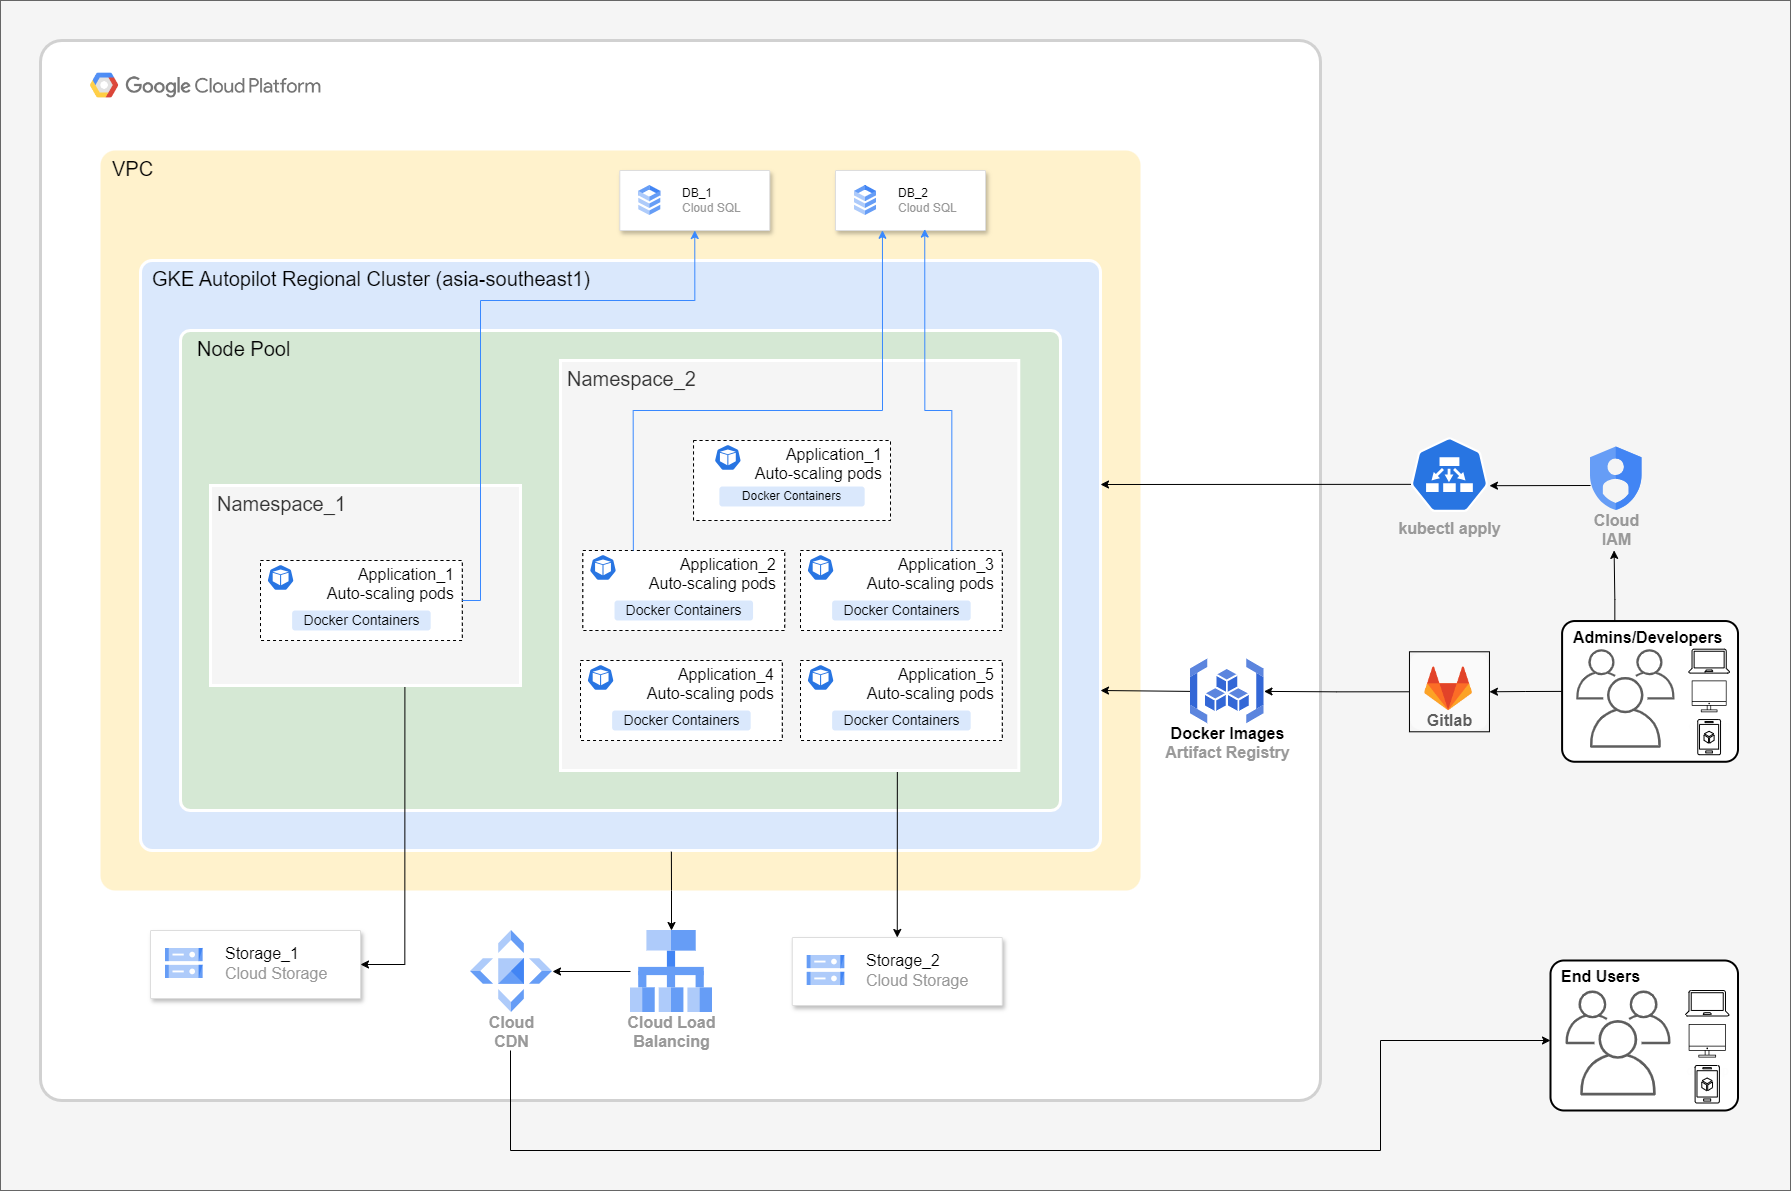 Google Cloud Platform
VPC
DB_1
Cloud SQL
DB_2
Cloud SQL
GKE Autopilot Regional Cluster (asia-southeast1)
Node Pool
Namespace_2
Application_1
Auto-scaling pods
Docker Containers
Namespace_1
Application_1
Auto-scaling pods
Docker Containers
Application_2
Auto-scaling pods
Docker Containers
Application_3
Auto-scaling pods
Docker Containers
Application_4
Auto-scaling pods
Docker Containers
Application_5
Auto-scaling pods
Docker Containers
kubectl apply
Cloud
IAM
Admins/Developers
Gitlab
Docker Images
Artifact Registry
Storage_1
Cloud Storage
Cloud
CDN
Cloud Load
Balancing
Storage_2
Cloud Storage
End Users